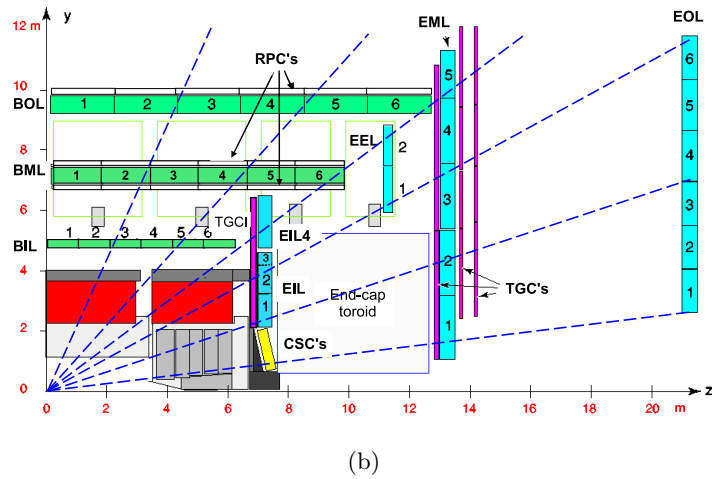 12 m
y
EML
EOL
RPC's
10
BOL
1 2 3 4 5 6
5
6
5
8
EEL
2
4
4
BML
1 2 3 4 5 6
1
3
3
6
TGCI
BIL
1 2 3 4 5 6
EIL4
2
2
4
3
2
EIL
End-cap
toroid
TGC's
1
1
1
2
CSC's
0
z
0 2 4 6 8 10 12 14 16 18 20 m
(b)